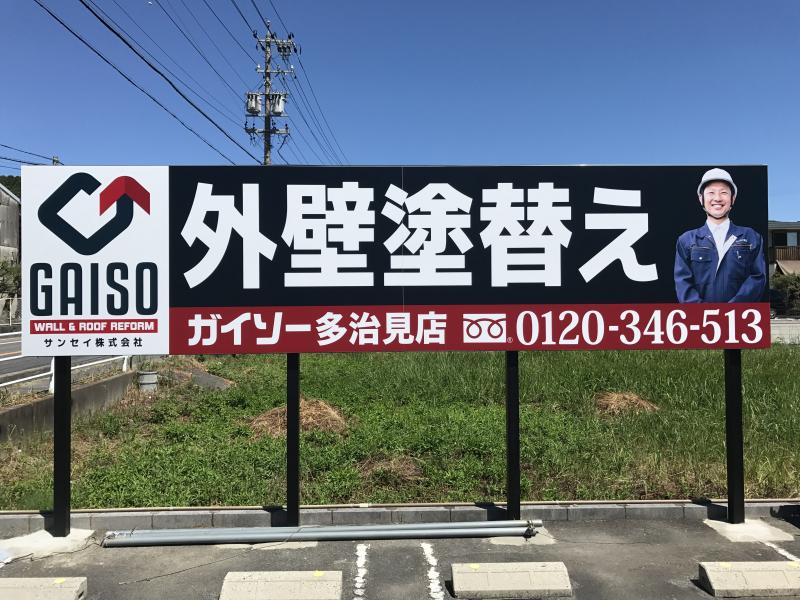 GAISO
WALL & ROOF REFORM
サンセイ株式会社
外壁塗替え
ガイソー多治見店 0120-346-513